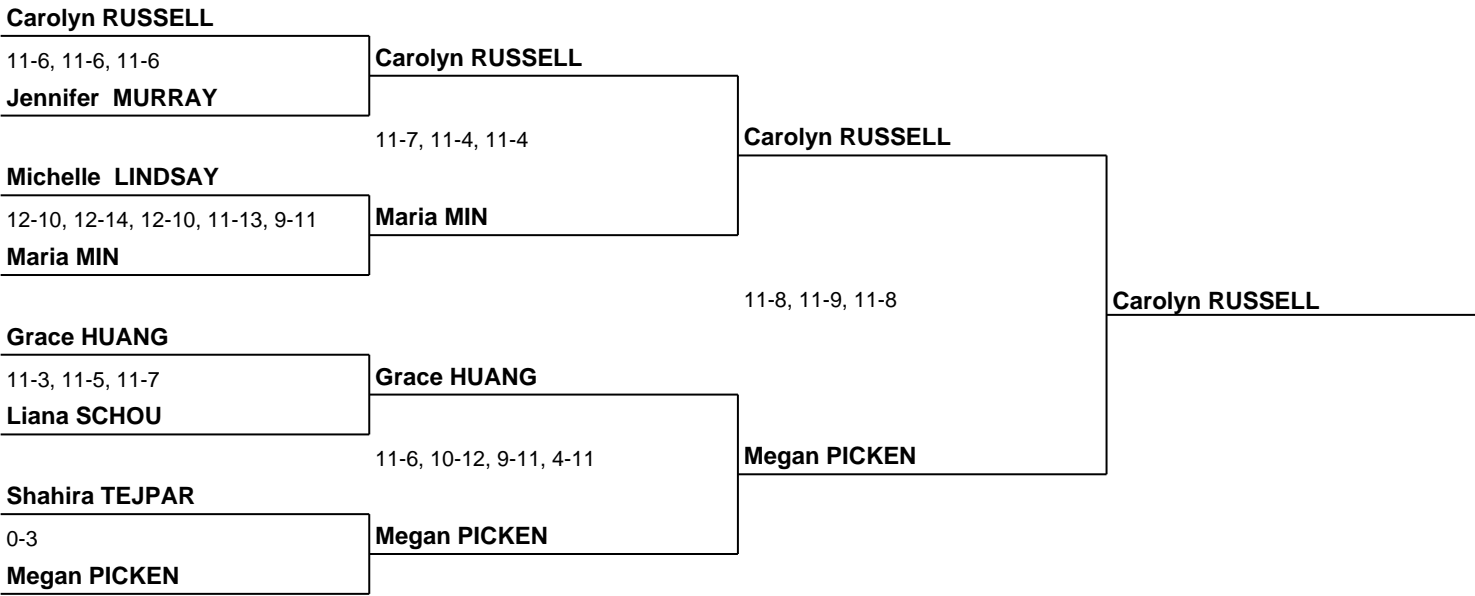 Carolyn RUSSELL
11-6, 11-6, 11-6
Jennifer  MURRAY
Michelle  LINDSAY
12-10, 12-14, 12-10, 11-13, 9-11
Maria MIN
Grace HUANG
11-3, 11-5, 11-7
Liana SCHOU
Shahira TEJPAR
0-3
Megan PICKEN
Carolyn RUSSELL
11-7, 11-4, 11-4
Maria MIN
Grace HUANG
11-6, 10-12, 9-11, 4-11
Megan PICKEN
Carolyn RUSSELL
11-8, 11-9, 11-8
Megan PICKEN
Carolyn RUSSELL